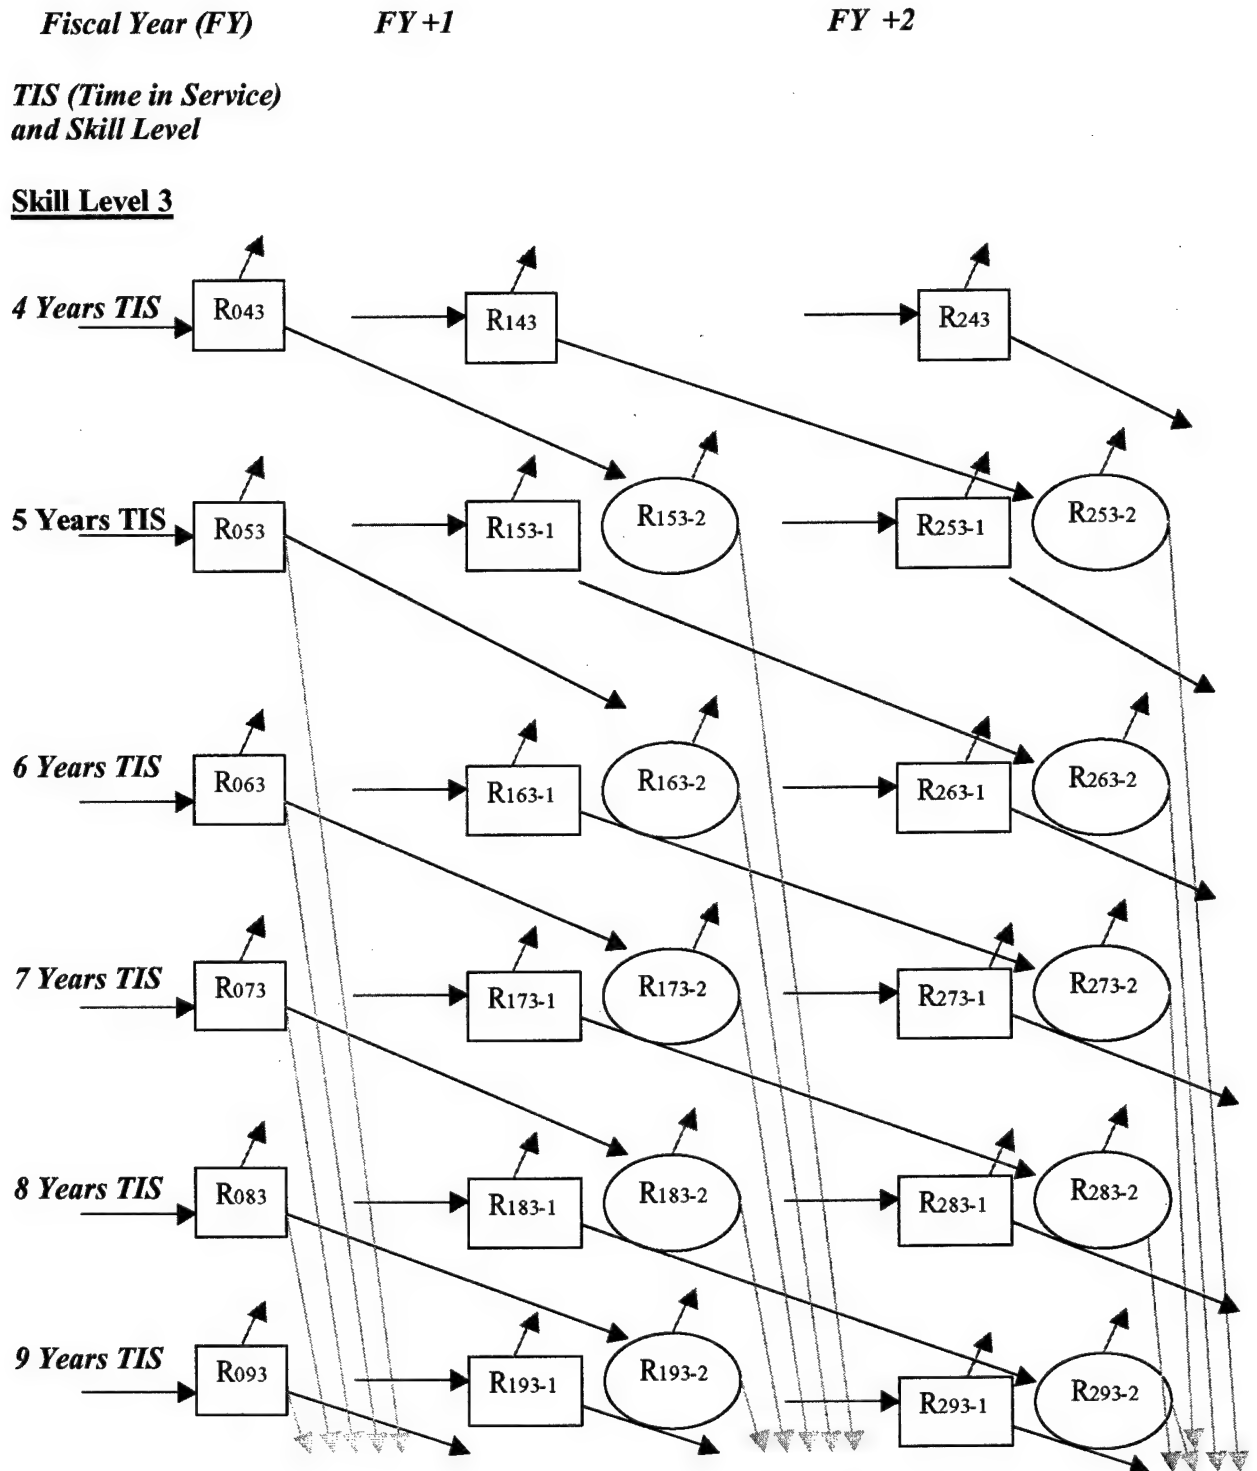 Fiscal Year (FY) FY +1 FY +2
TIS (Time in Service)
and Skill Level
Skill Level 3
4 Years TIS R043 R143 R243
5 Years TIS R053 R153-1 R153-2 R253-1 R253-2
6 Years TIS R063 R163-1 R163-2 R263-1 R263-2
7 Years TIS R073 R173-1 R173-2 R273-1 R273-2
8 Years TIS R083 R183-1 R183-2 R283-1 R283-2
9 Years TIS R093 R193-1 R193-2 R293-1 R293-2